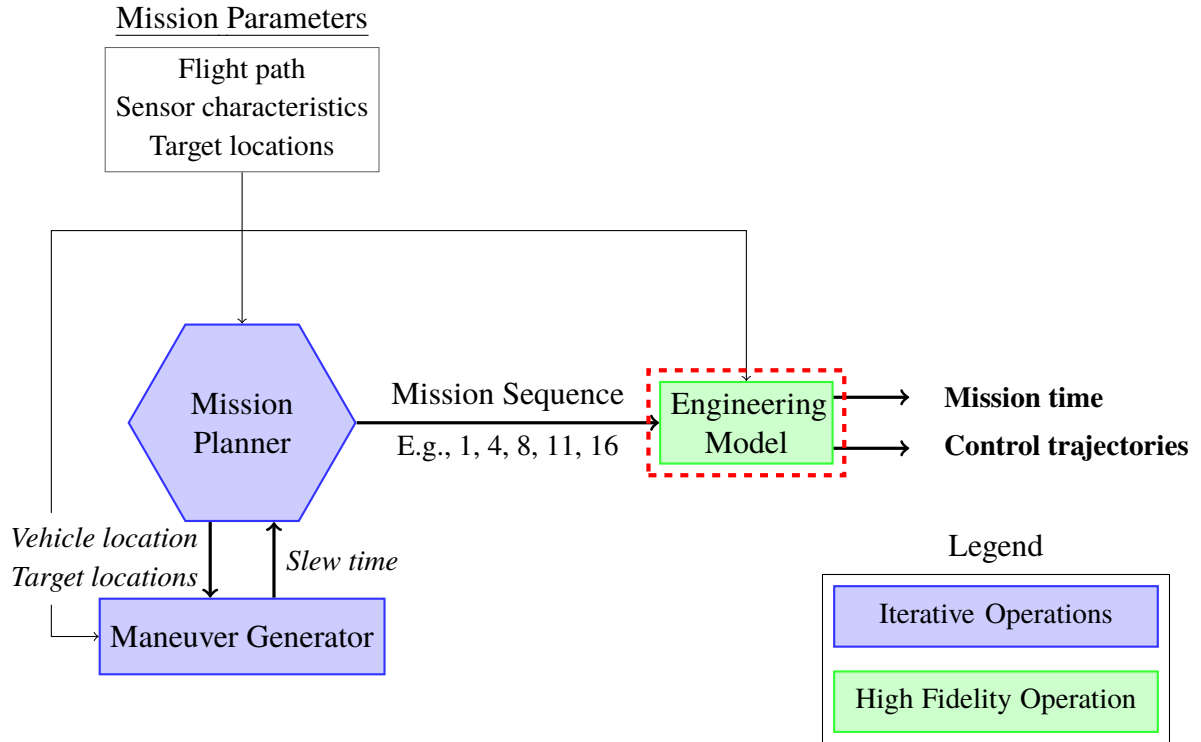 Mission Parameters
Flight path
Sensor characteristics
Target locations
Mission
Planner
Mission Sequence
E.g., 1, 4, 8, 11, 16
Engineering
Model
Mission time
Control trajectories
Vehicle location
Target locations
Slew time
Maneuver Generator
Legend
Iterative Operations
High Fidelity Operation